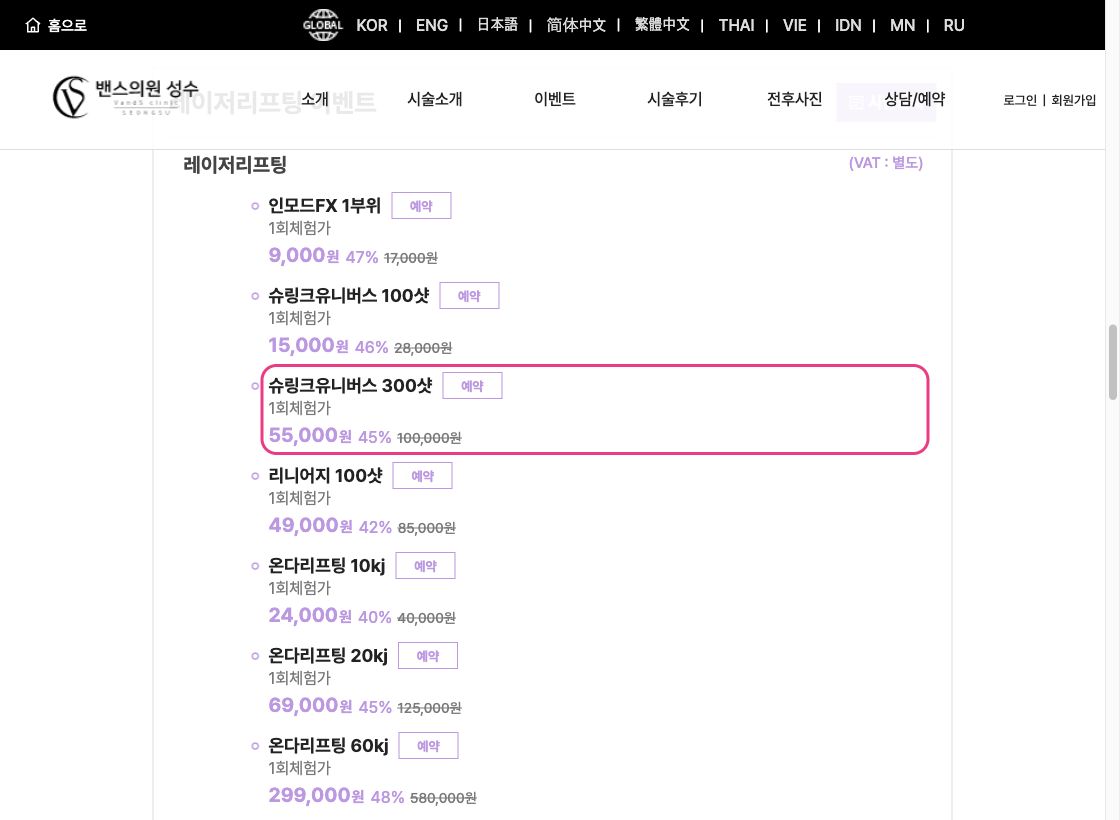 홈으로
GLOBAL KOR | ENG | 日本語 | 简体中文 | 繁體中文 | THAI | VIE | IDN | MN | RU
밴스의원 성수
VandS clinic
SEONGSU
레이저리프팅 이벤트
소개 시술소개 이벤트 시술후기 전후사진 상담/예약
로그인 | 회원가입
레이저리프팅
(VAT : 별도)
인모드FX 1부위 예약
1회체험가
9,000원 47% 17,000원
슈링크유니버스 100샷 예약
1회체험가
15,000원 46% 28,000원
슈링크유니버스 300샷 예약
1회체험가
55,000원 45% 100,000원
리니어지 100샷 예약
1회체험가
49,000원 42% 85,000원
온다리프팅 10kj 예약
1회체험가
24,000원 40% 40,000원
온다리프팅 20kj 예약
1회체험가
69,000원 45% 125,000원
온다리프팅 60kj 예약
1회체험가
299,000원 48% 580,000원